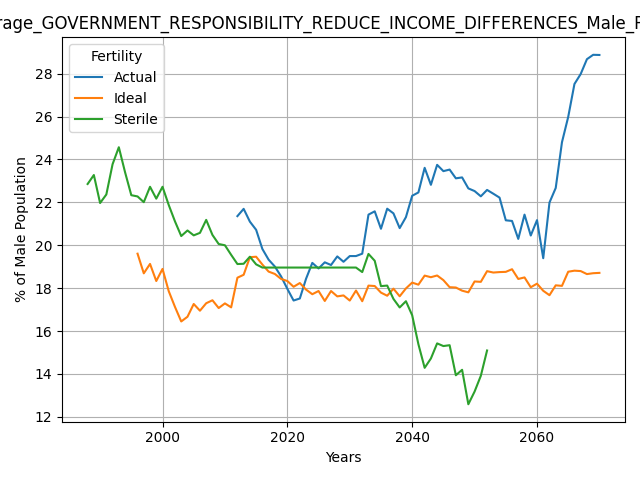 rage_GOVERNMENT_RESPONSIBILITY_REDUCE_INCOME_DIFFERENCES_Male_
Fertility
Actual
Ideal
Sterile
28
26
24
22
20
18
16
14
12
% of Male Population
2000
2020
2040
2060
Years